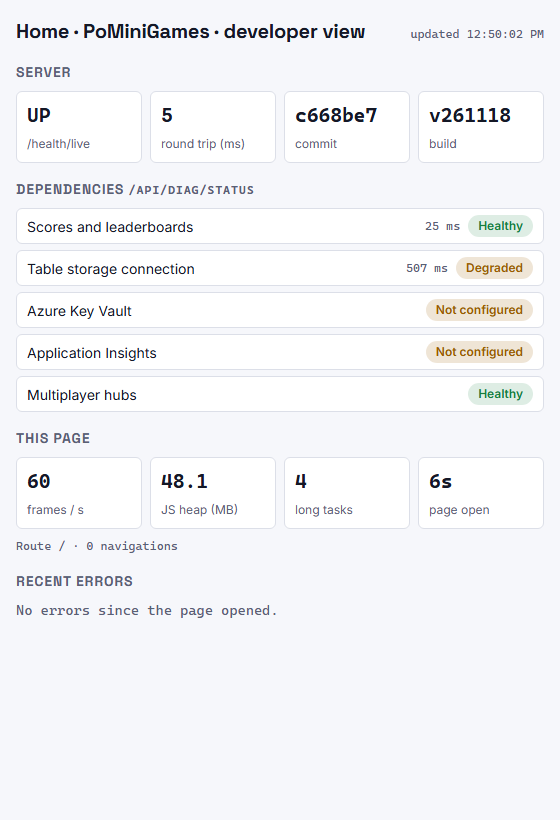 Home · PoMiniGames · developer view updated 12:50:02 PM
SERVER
UP 5 c668be7 v261118
/health/live round trip (ms) commit build
DEPENDENCIES /API/DIAG/STATUS
Scores and leaderboards 25 ms Healthy
Table storage connection 507 ms Degraded
Azure Key Vault Not configured
Application Insights Not configured
Multiplayer hubs Healthy
THIS PAGE
60 48.1 4 6s
frames / s JS heap (MB) long tasks page open
Route / · 0 navigations
RECENT ERRORS
No errors since the page opened.